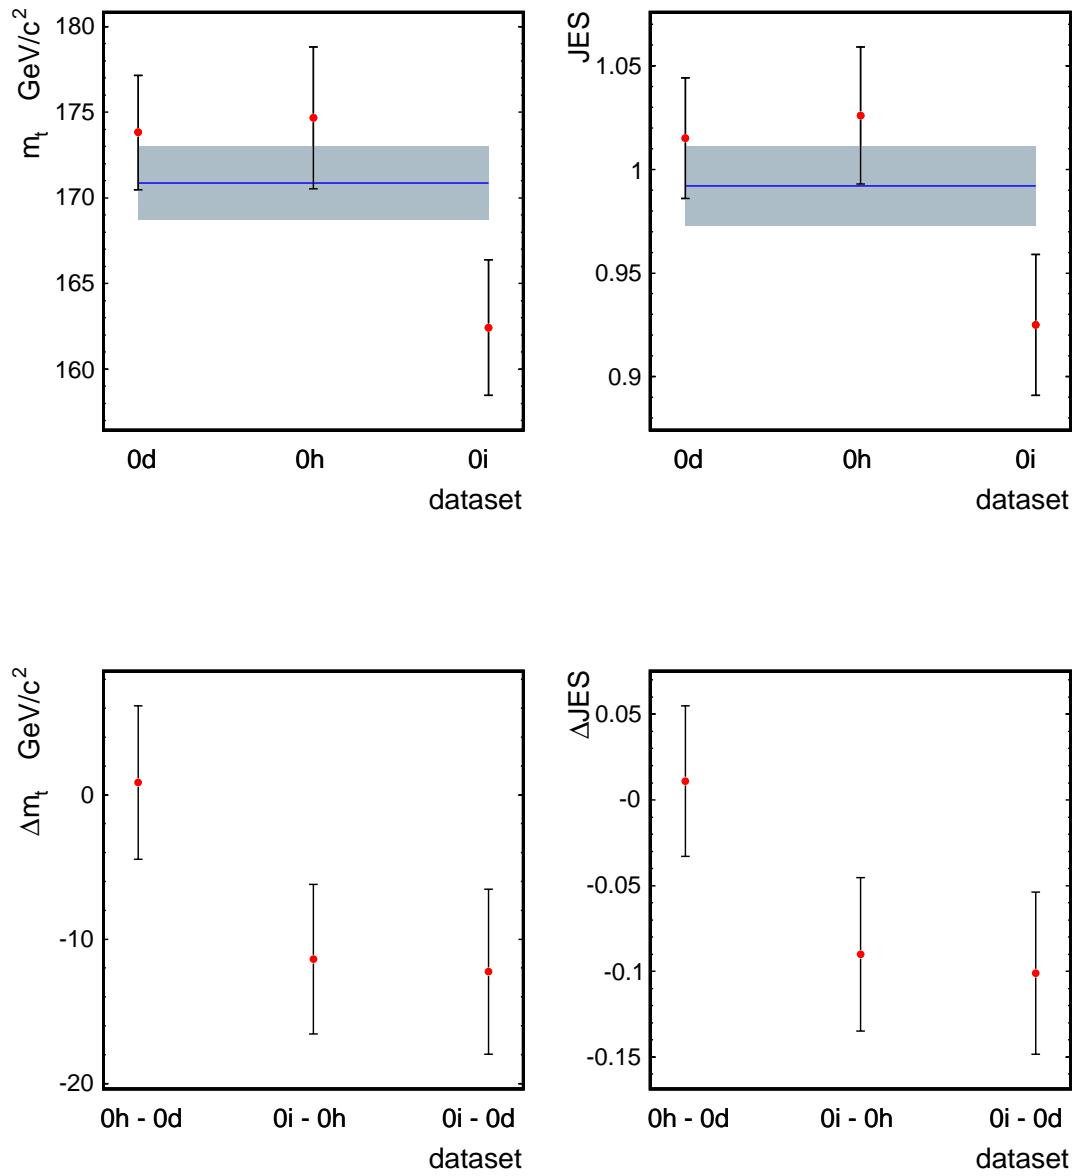 m_t GeV/c^2
180
175
170
165
160
0d 0h 0i
dataset
JES
1.05
1
0.95
0.9
0d 0h 0i
dataset
Δm_t GeV/c^2
0
-10
-20
0h - 0d 0i - 0h 0i - 0d
dataset
ΔJES
0.05
-0
-0.05
-0.1
-0.15
0h - 0d 0i - 0h 0i - 0d
dataset